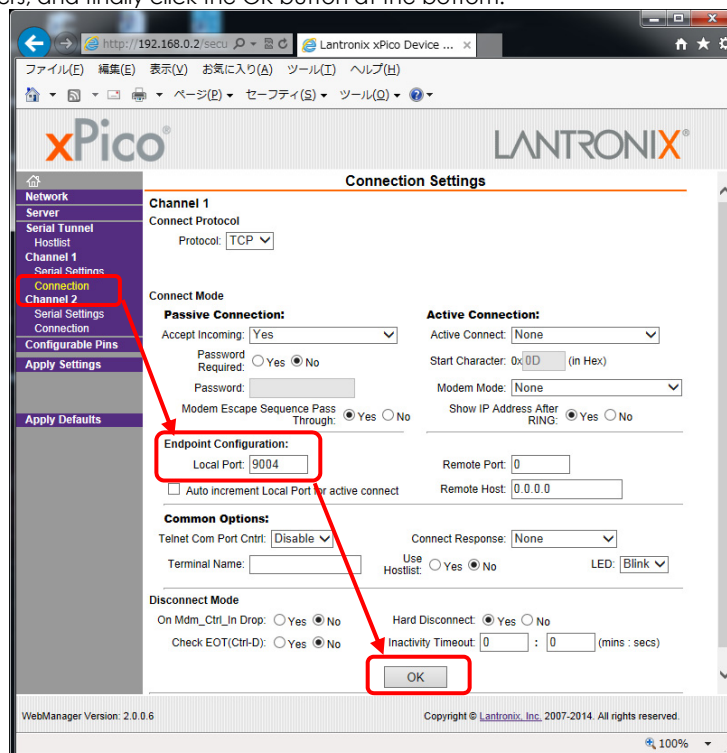 ers, and finally click the OK button at the bottom.
http://192.168.0.2/secu
Lantronix xPico Device ...
ファイル(F) 編集(E) 表示(V) お気に入り(A) ツール(T) ヘルプ(H)
ページ(P) セーフティ(S) ツール(O)
xPico®
LANTRONIX®
Network
Server
Serial Tunnel
Hostlist
Channel 1
Serial Settings
Connection
Channel 2
Serial Settings
Connection
Configurable Pins
Apply Settings
Apply Defaults
Connection Settings
Channel 1
Connect Protocol
Protocol: TCP
Connect Mode
Passive Connection: Active Connection:
Accept Incoming: Yes Active Connect: None
Password Required: Yes No Start Character: 0x 0D (in Hex)
Password: Modem Mode: None
Modem Escape Sequence Pass Through: Yes No Show IP Address After RING: Yes No
Endpoint Configuration:
Local Port: 9004 Remote Port: 0
Auto increment Local Port for active connect Remote Host: 0.0.0.0
Common Options:
Telnet Com Port Cntrl: Disable Connect Response: None
Terminal Name: Use Hostlist: Yes No LED: Blink
Disconnect Mode
On Mdm_Ctrl_In Drop: Yes No Hard Disconnect: Yes No
Check EOT(Ctrl-D): Yes No Inactivity Timeout: 0 : 0 (mins : secs)
OK
WebManager Version: 2.0.0.6 Copyright © Lantronix, Inc. 2007-2014. All rights reserved.
100%